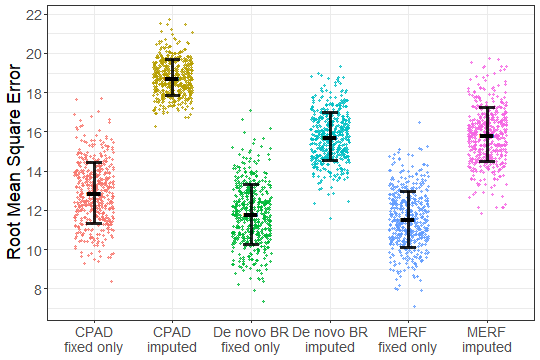 Root Mean Square Error
22
20
18
16
14
12
10
8
CPAD
fixed only
CPAD
imputed
De novo BR
fixed only
De novo BR
imputed
MERF
fixed only
MERF
imputed